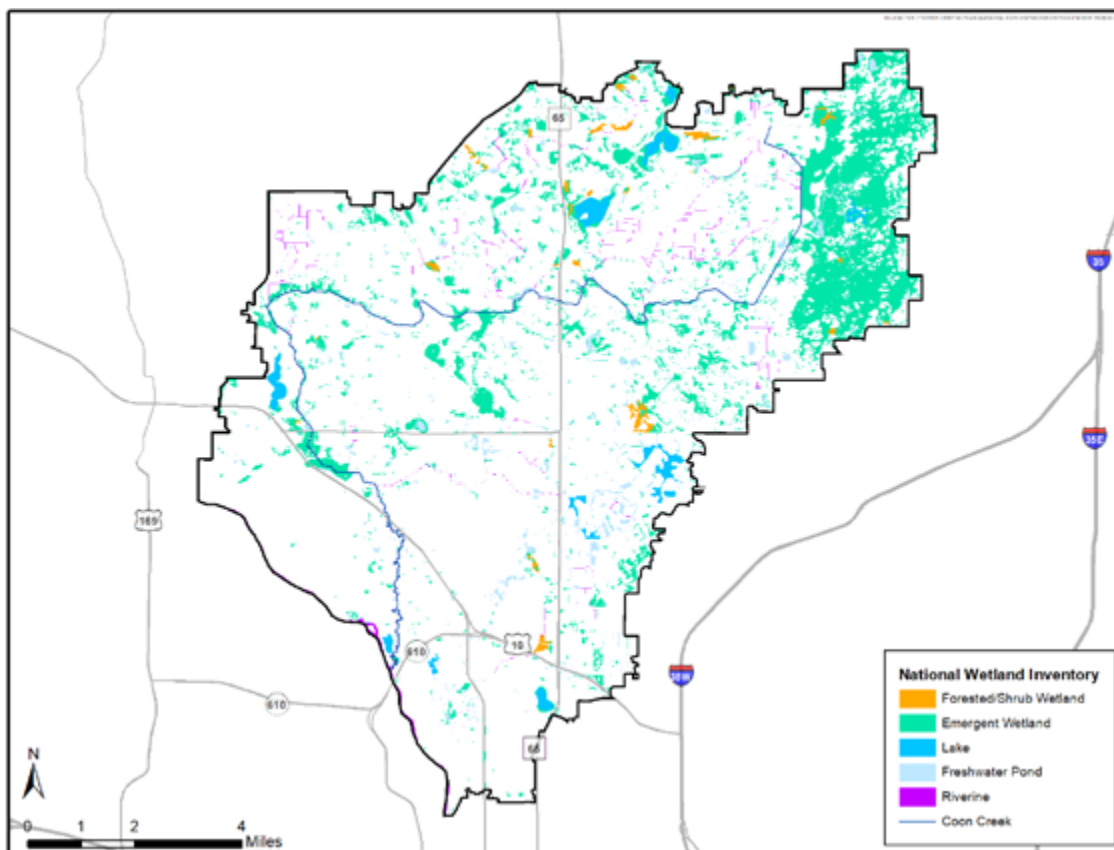 65
35
35E
169
10
610
35W
610
65
National Wetland Inventory
Forested/Shrub Wetland
Emergent Wetland
Lake
Freshwater Pond
Riverine
Coon Creek
N
0 1 2 4
Miles